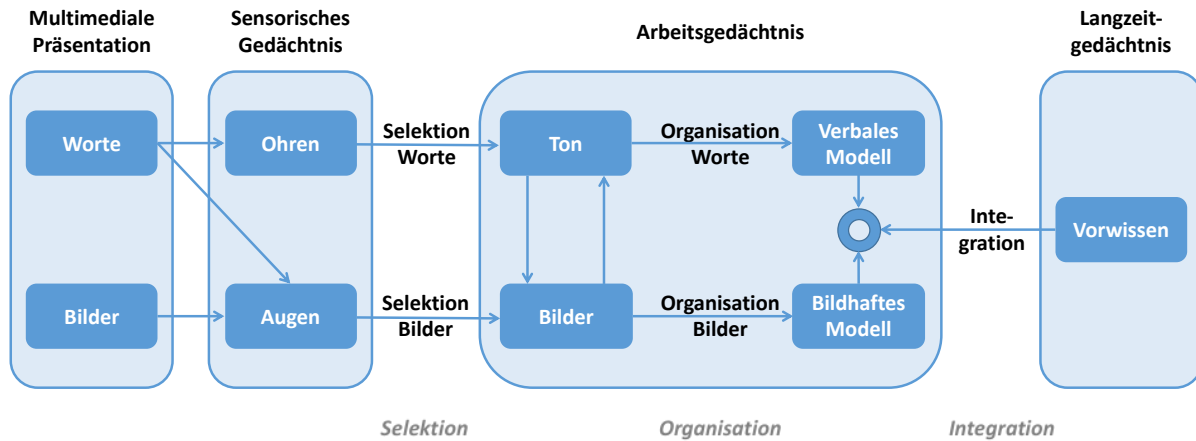 Multimediale
Präsentation
Sensorisches
Gedächtnis
Arbeitsgedächtnis
Langzeit-
gedächtnis
Worte
Ohren
Selektion
Worte
Ton
Organisation
Worte
Verbales
Modell
Inte-
gration
Vorwissen
Bilder
Augen
Selektion
Bilder
Bilder
Organisation
Bilder
Bildhaftes
Modell
Selektion
Organisation
Integration